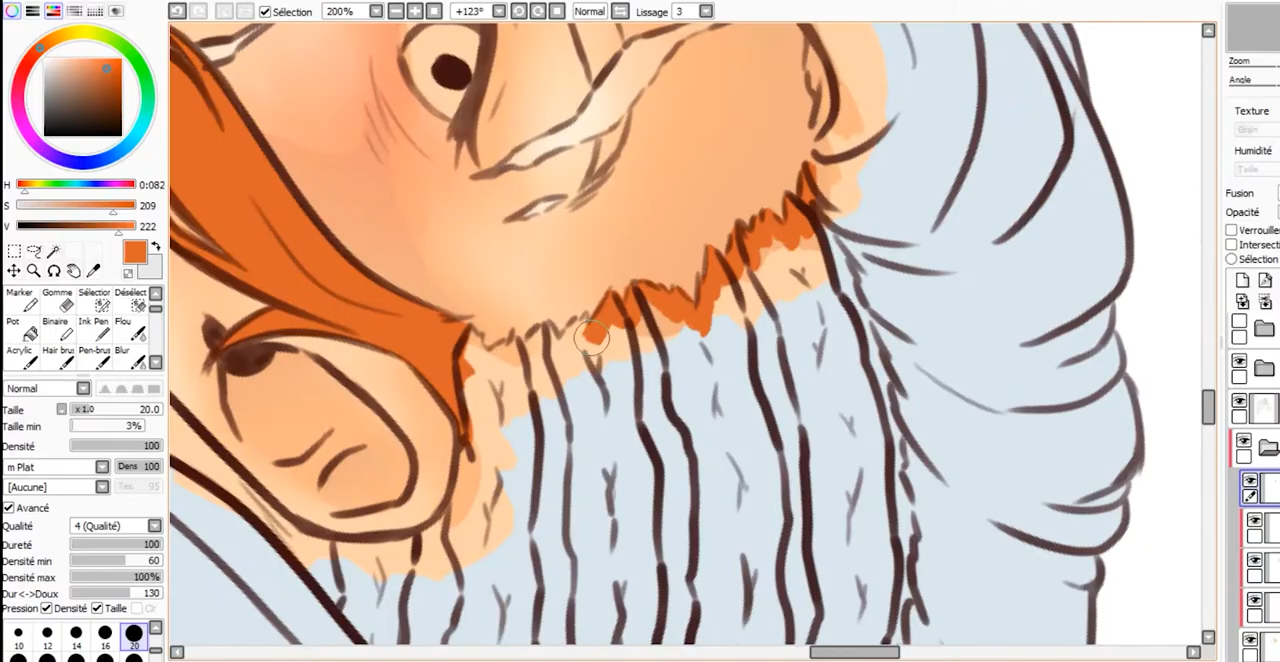 Sélection 200% +123° Normal Lissage 3
H 0:082
S 209
V 222
Marker Gomme Sélection Désélect
Pot Binaire Ink Pen Flou
Acrylic Hair brus Pen-brus Blur
Normal
Taille x 1.0 20.0
Taille min 3%
Densité 100
m Plat Dens 100
[Aucune] Tex. 95
Avancé
Qualité 4 (Qualité)
Dureté 100
Densité min 60
Densité max 100%
Dur <->Doux 130
Pression Densité Taille
10 12 14 16 20
Zoom
Angle
Texture
Grain
Humidité
Taille
Fusion
Opacité
Verrouille
Intersecti
Sélection